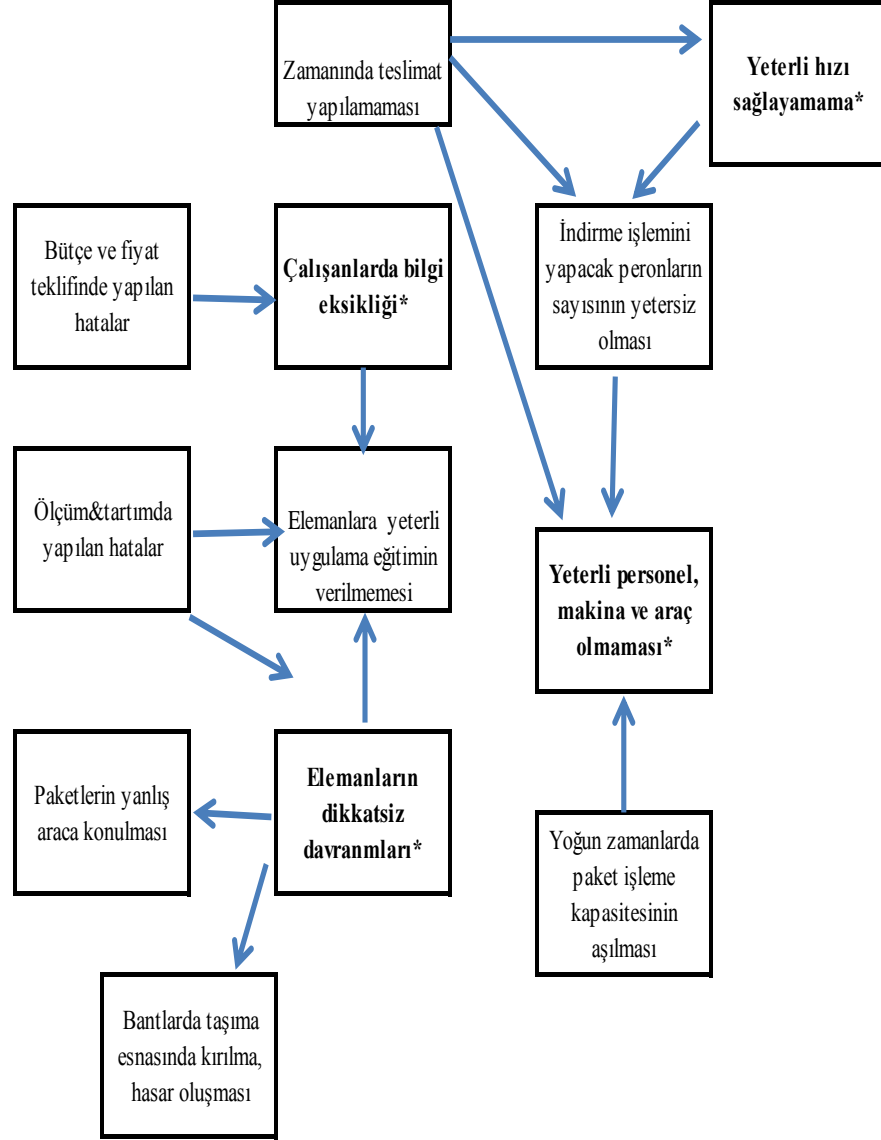 Zamanında teslimat
yapılamaması
Yeterli hızı
sağlayamama*
Bütçe ve fiyat
teklifinde yapılan
hatalar
Çalışanlarda bilgi
eksikliği*
İndirme işlemini
yapacak peronların
sayısının yetersiz
olması
Ölçüm&tartımda
yapılan hatalar
Elemanlara yeterli
uygulama eğitimin
verilmemesi
Yeterli personel,
makina ve araç
olmaması*
Paketlerin yanlış
araca konulması
Elemanların
dikkatsiz
davranmları*
Yoğun zamanlarda
paket işleme
kapasitesinin
aşılması
Bantlarda taşıma
esnasında kırılma,
hasar oluşması